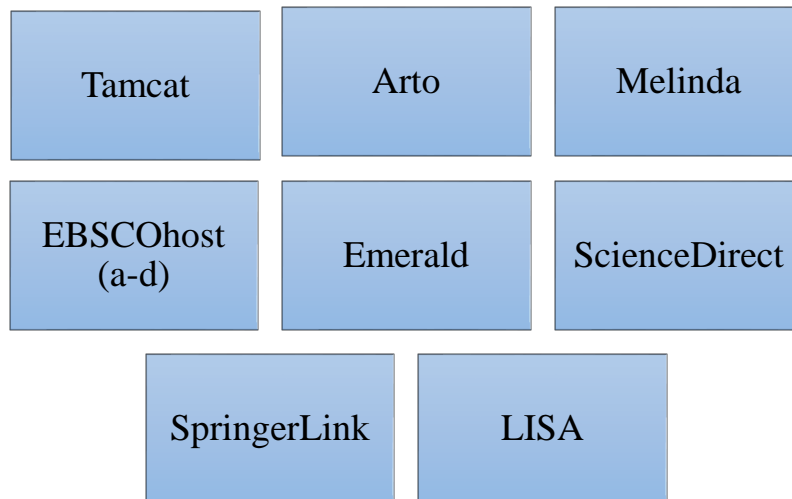 Tamcat
Arto
Melinda
EBSCOhost
(a-d)
Emerald
ScienceDirect
SpringerLink
LISA